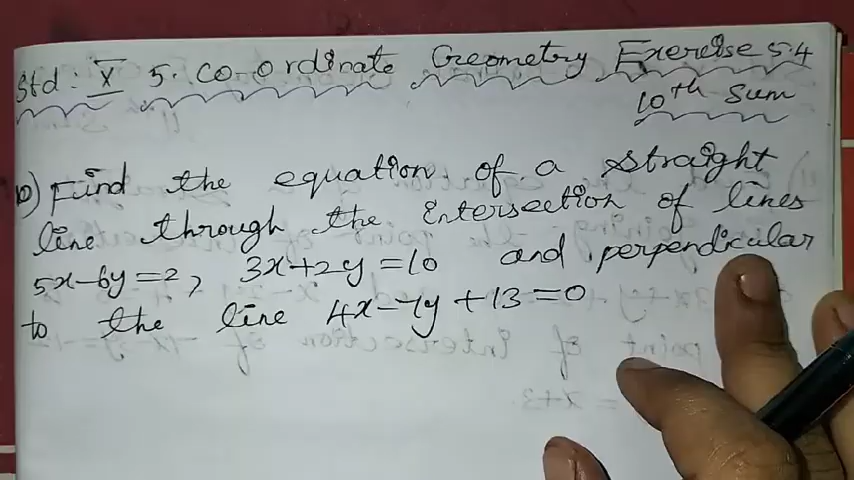 Std: X 5. Co-ordinate Geometry Exercise 5.4
10th Sum
10) Find the equation of a straight
line through the intersection of lines
5x-6y=2, 3x+2y=10 and perpendicular
to the line 4x-7y+13=0